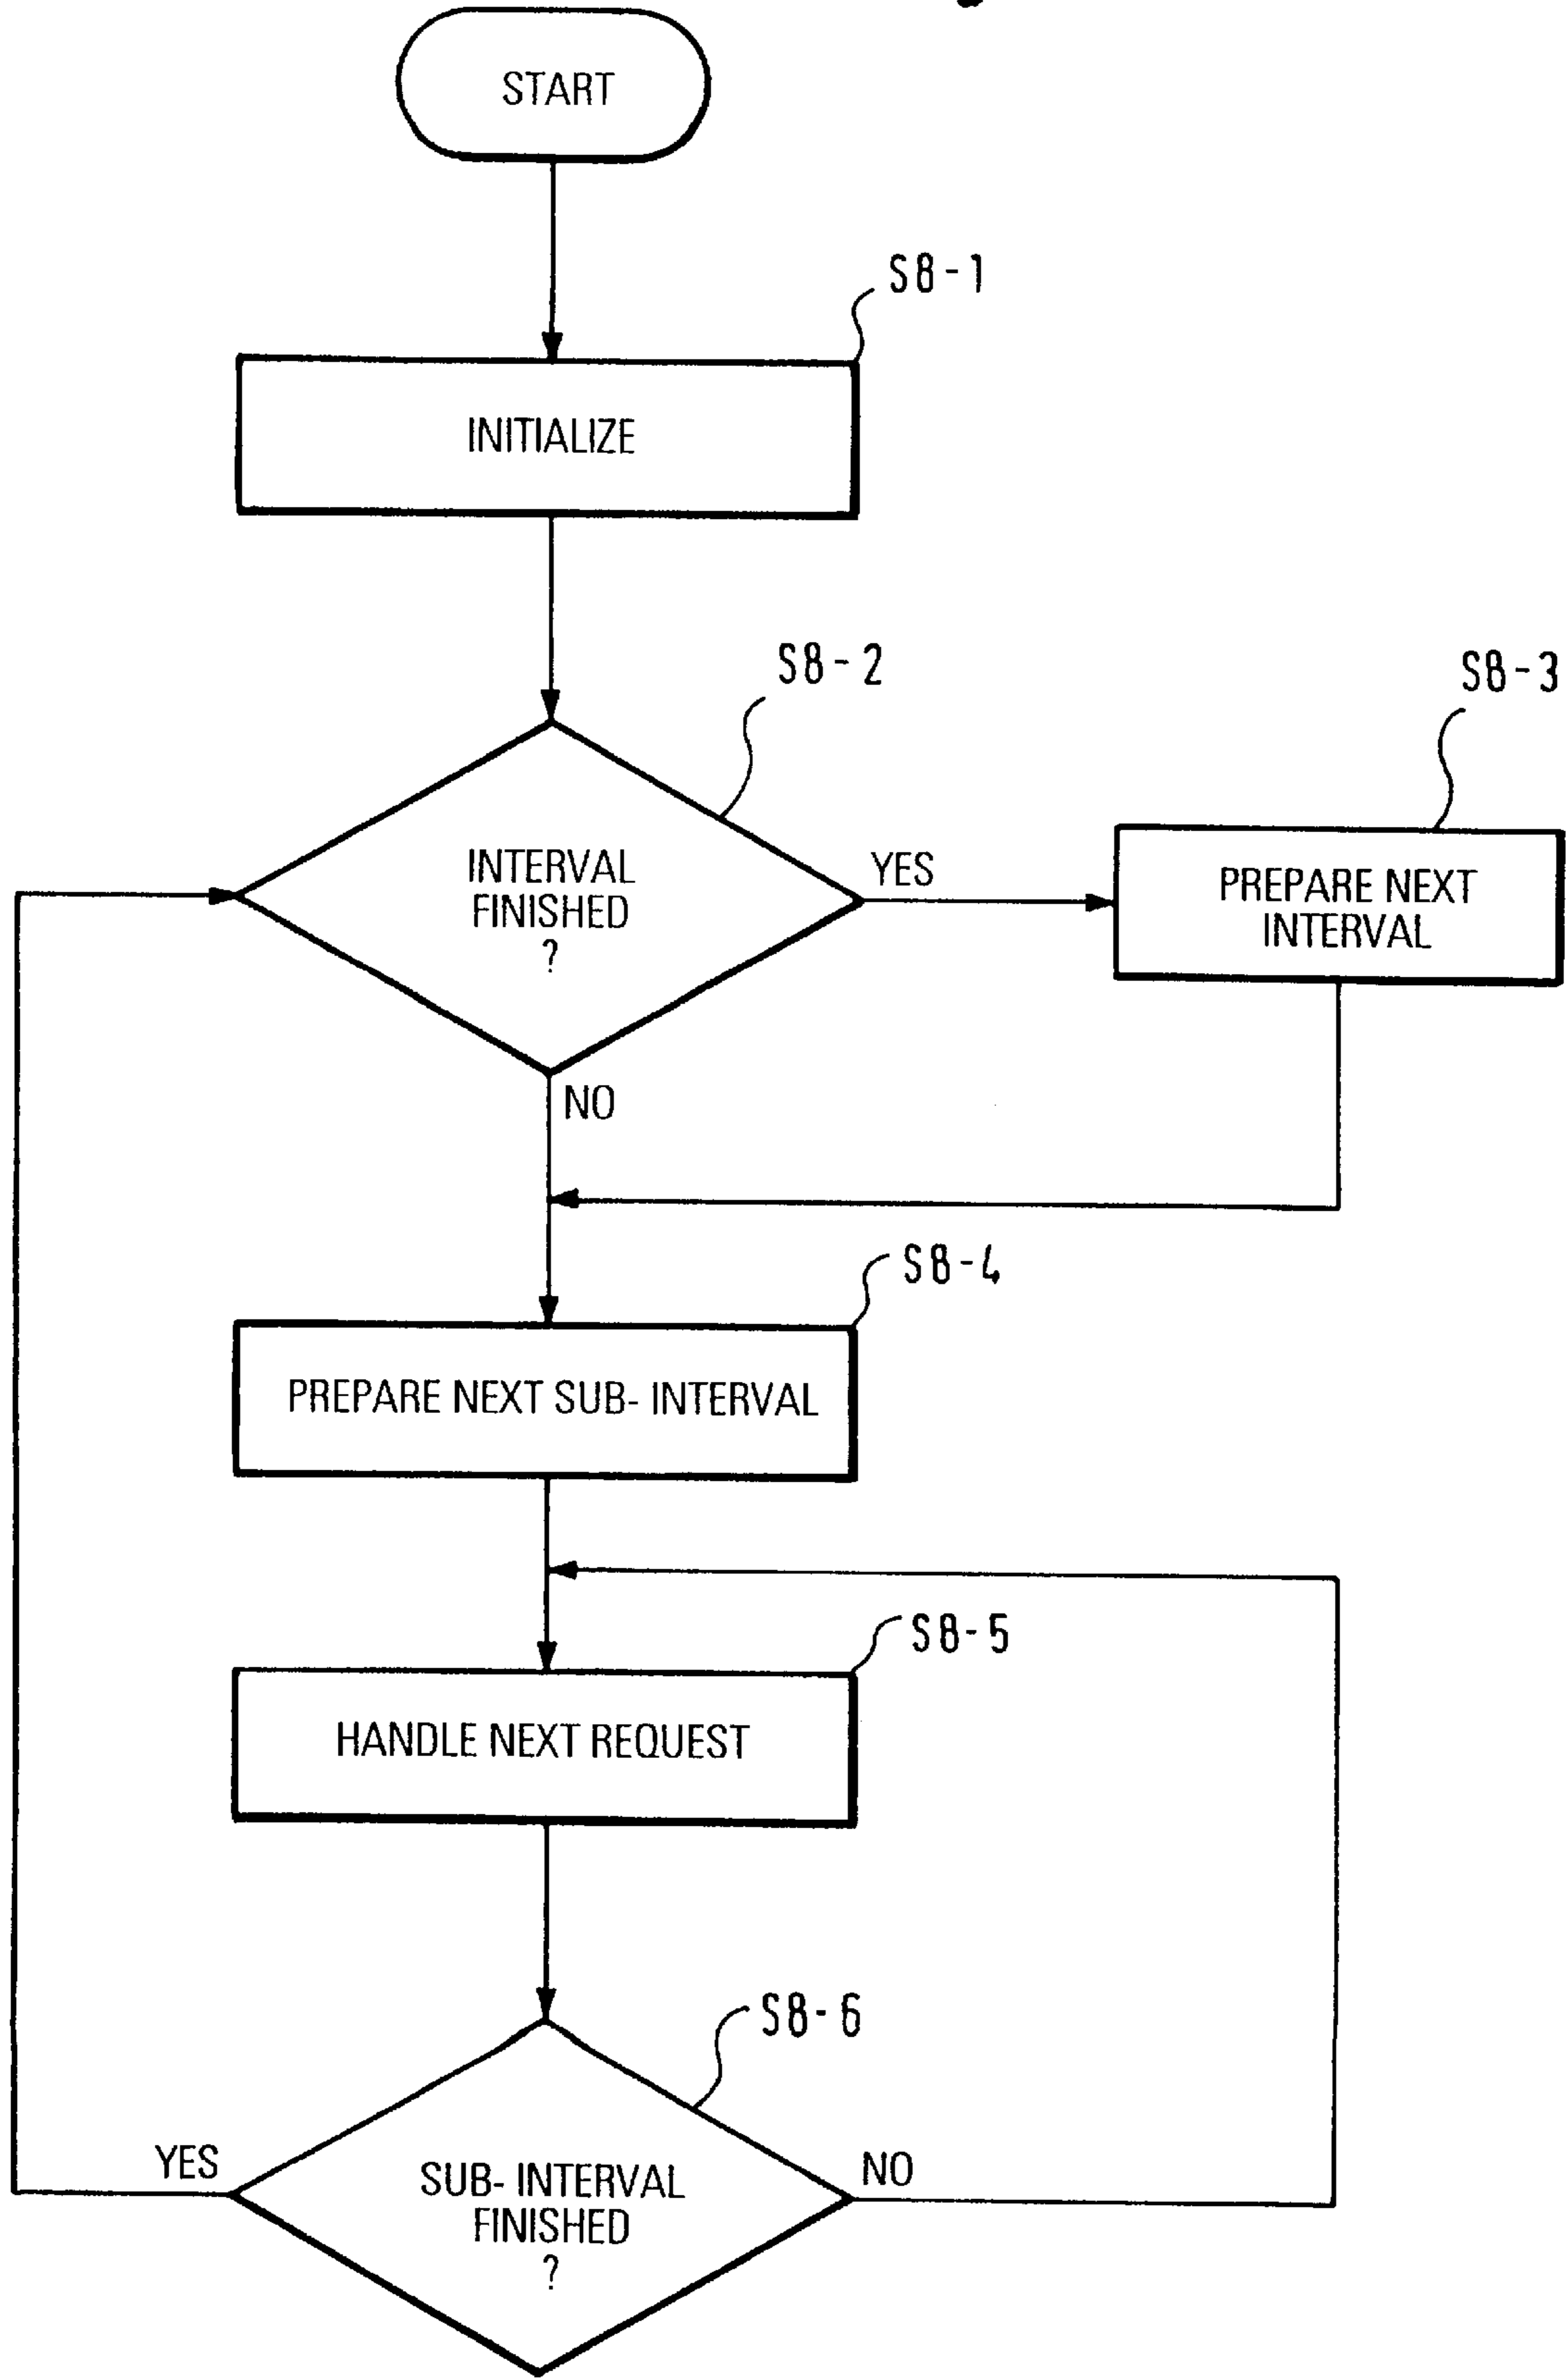 START
S8-1
INITIALIZE
S8-2
S8-3
INTERVAL
FINISHED
?
YES
PREPARE NEXT
INTERVAL
NO
S8-4
PREPARE NEXT SUB- INTERVAL
S8-5
HANDLE NEXT REQUEST
S8-6
YES
SUB- INTERVAL
FINISHED
?
NO